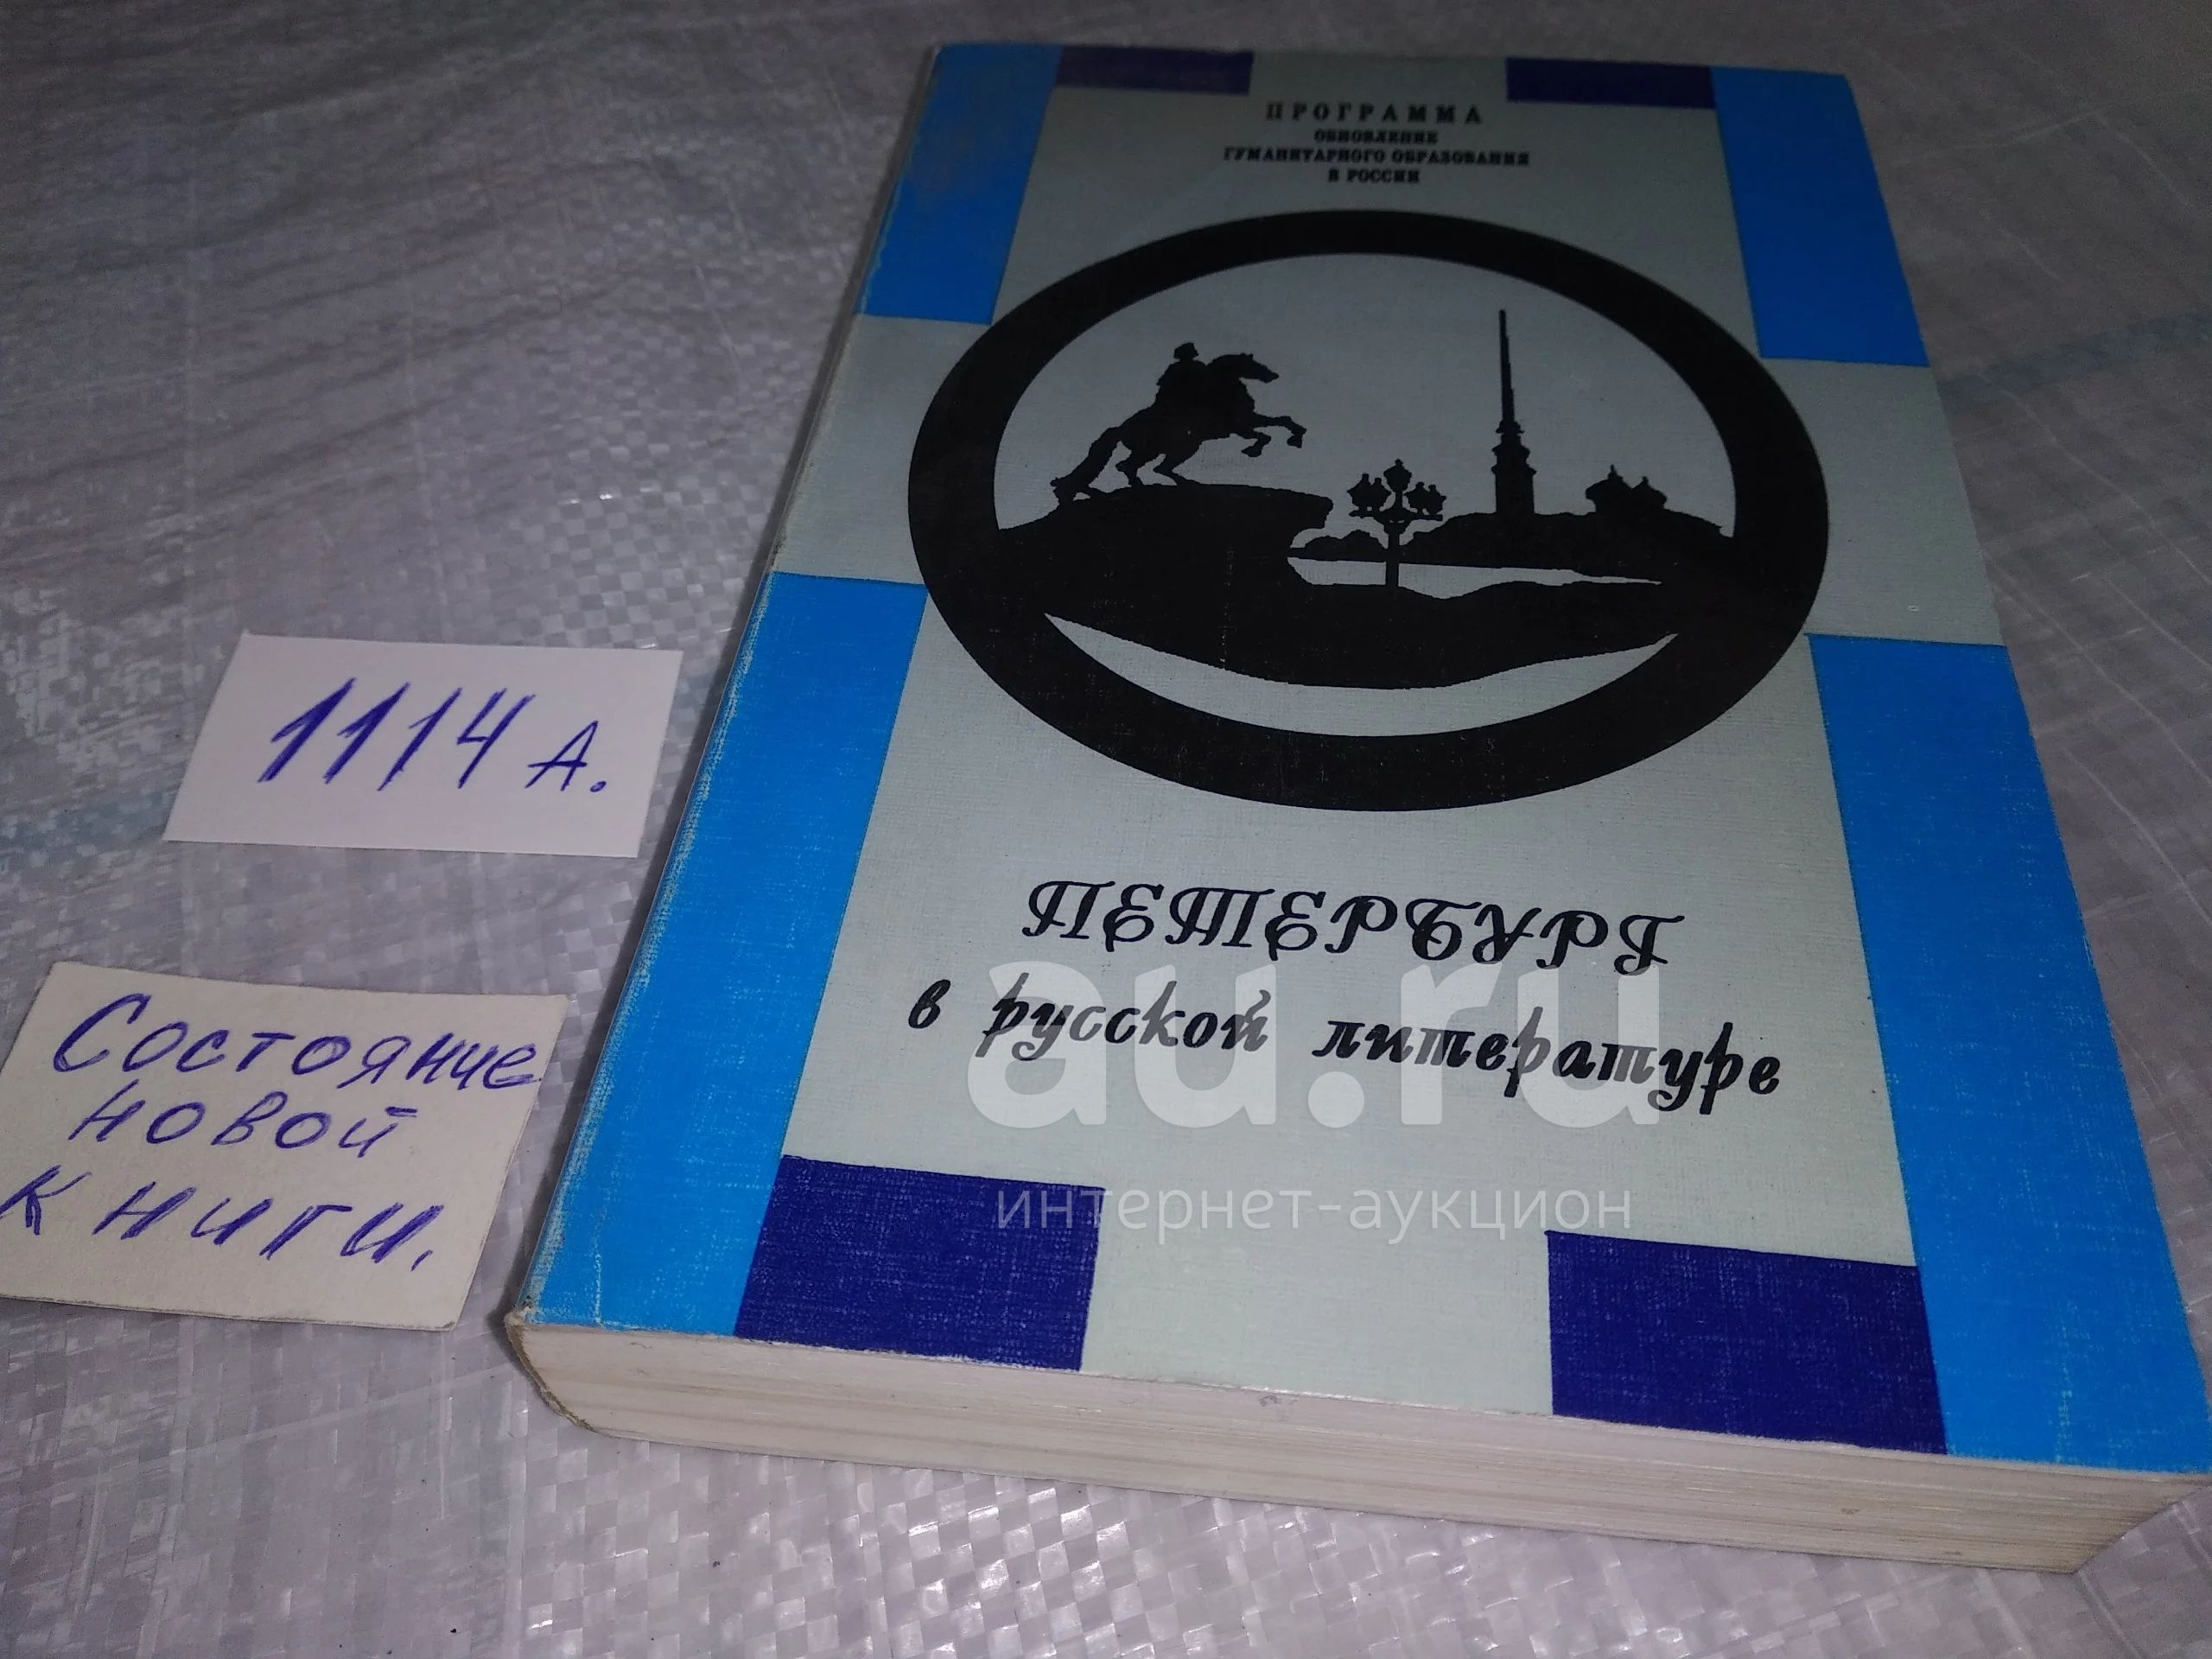 ПРОГРАММА
ОБНОВЛЕНИЕ
ГУМАНИТАРНОГО ОБРАЗОВАНИЯ
В РОССИИ
ПЕТЕРБУРГ
в русской литературе
au.ru
интернет-аукцион
1114 А.
Состояние
новой
книги.